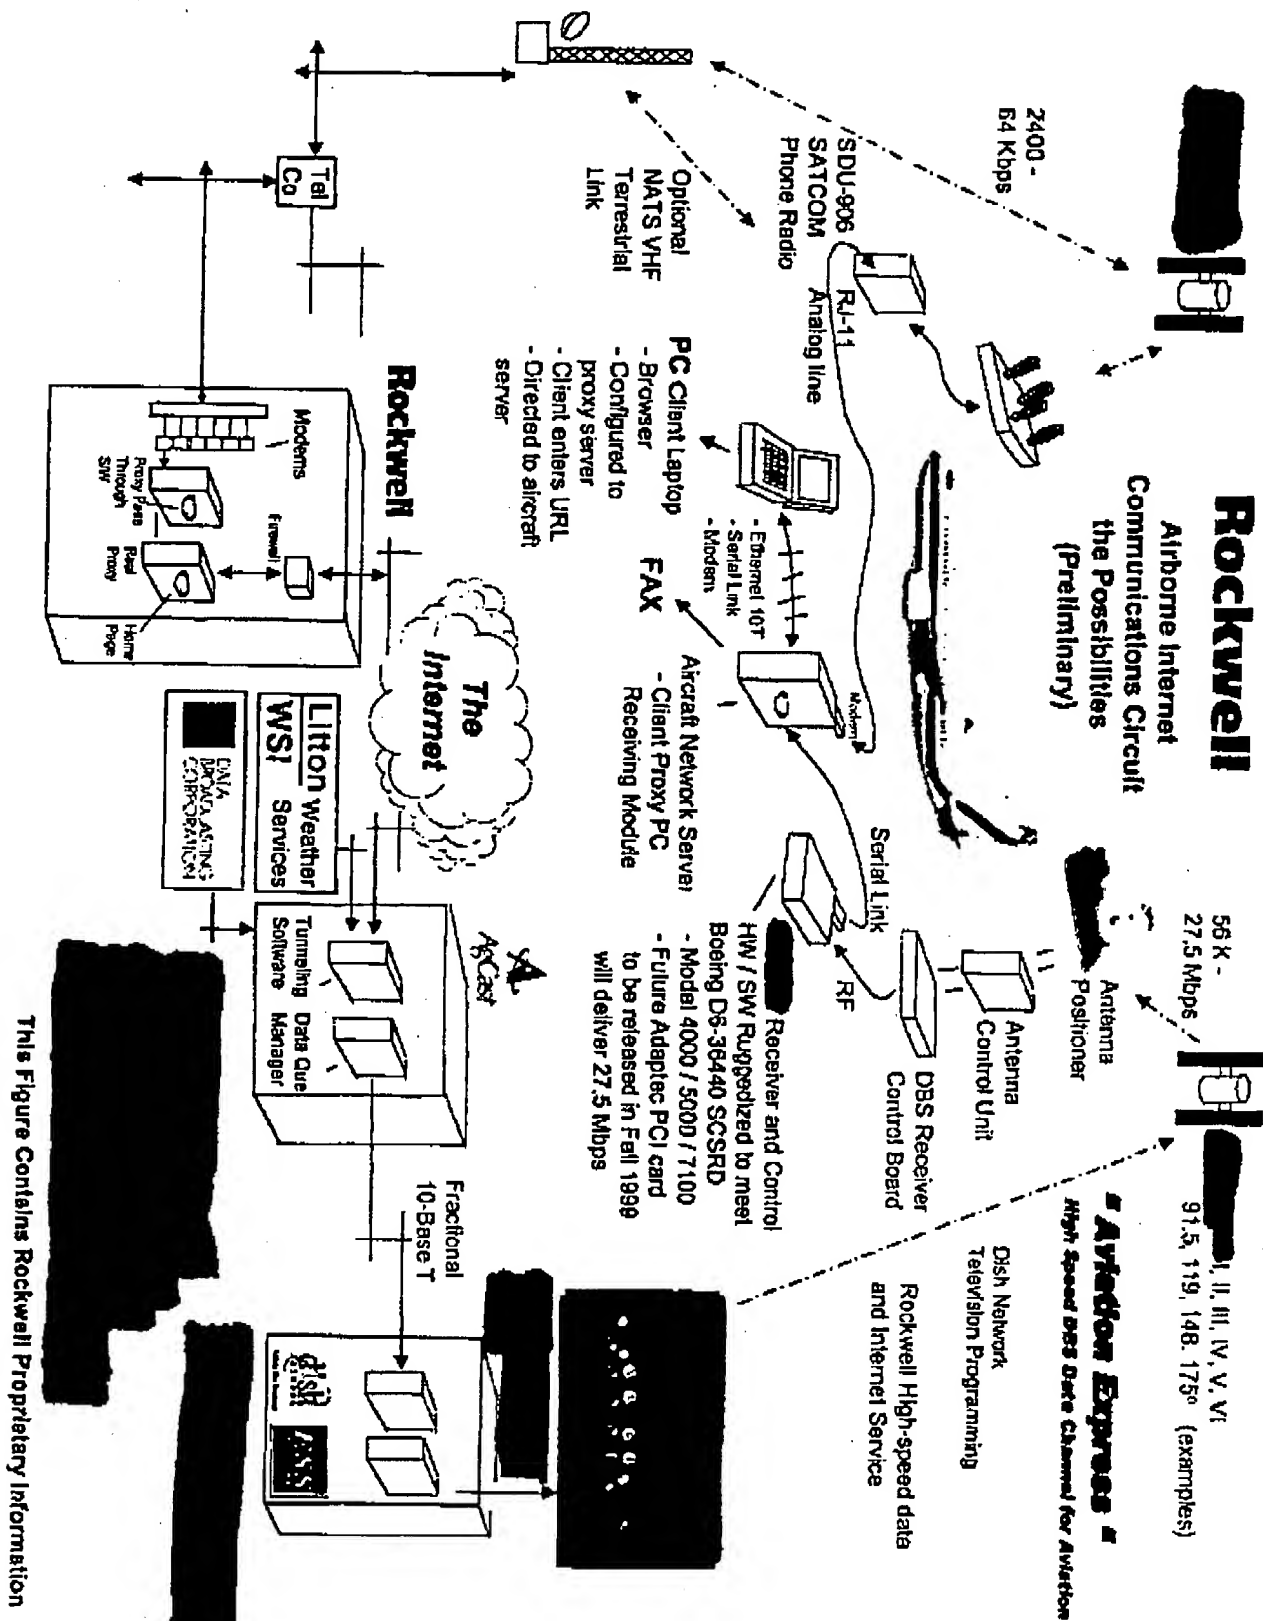 Rockwell
Airborne Internet
Communications Circuit
the Possibilities
(Preliminary)
2400 -
64 Kbps
56 K -
27.5 Mbps
I, II, III, IV, V, VI
91.5, 119, 148. 175º (examples)
" Aviation Express "
High Speed DBS Data Channel for Aviation
Antenna
Positioner
Antenna
Control Unit
DBS Receiver
Control Board
Dish Network
Television Programming
Rockwell High-speed data
and Internet Service
SDU-906
SATCOM
Phone Radio
RJ-11
Analog line
Modem
Serial Link
RF
Optional
NATS VHF
Terrestrial
Link
PC Client Laptop
- Browser
- Configured to
proxy server
- Client enters URL
- Directed to aircraft
server
- Ethernet 10T
- Serial Link
- Modem
FAX
Aircraft Network Server
- Client Proxy PC
Receiving Module
Receiver and Control
HW / SW Ruggedized to meet
Boeing D6-36440 SCSRD
- Model 4000 / 5000 / 7100
- Future Adaptec PCI card
to be released in Fall 1999
will deliver 27.5 Mbps
Tel
Co
Rockwell
Modems
Proxy Pass
Through
S/W
Firewall
Real
Proxy
Home
Page
The
Internet
Litton Weather
WSI Services
DATA
BROADCASTING
CORPORATION
AgCast
Tunneling
Software
Data Que
Manager
Fractional
10-Base T
dish
This Figure Contains Rockwell Proprietary Information